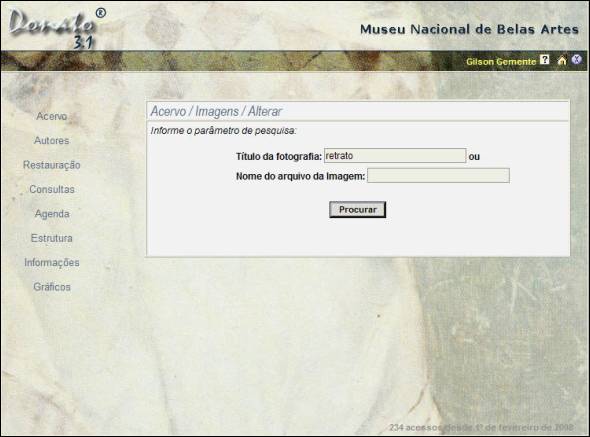 Donato ®
3.1
Museu Nacional de Belas Artes
Gilson Gemente ? X
Acervo
Autores
Restauração
Consultas
Agenda
Estrutura
Informações
Gráficos
Acervo / Imagens / Alterar
Informe o parâmetro de pesquisa:
Título da fotografia: retrato ou
Nome do arquivo da Imagem:
Procurar
234 acessos desde 1º de fevereiro de 2008